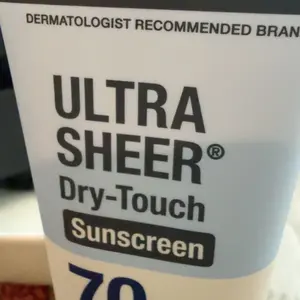 DERMATOLOGIST RECOMMENDED BRAN
ULTRA
SHEER®
Dry-Touch
Sunscreen
70